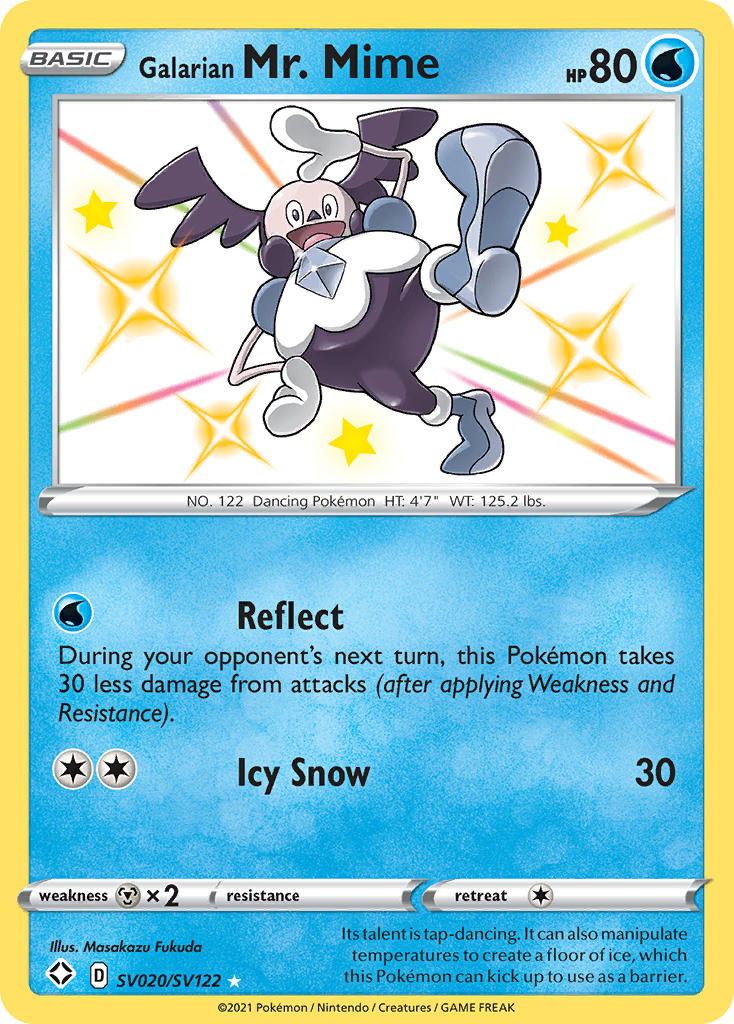 BASIC
Galarian Mr. Mime
HP 80
NO. 122 Dancing Pokémon HT: 4'7" WT: 125.2 lbs.
Reflect
During your opponent's next turn, this Pokémon takes
30 less damage from attacks (after applying Weakness and
Resistance).
Icy Snow 30
weakness ×2 resistance retreat
Illus. Masakazu Fukuda
Its talent is tap-dancing. It can also manipulate
temperatures to create a floor of ice, which
this Pokémon can kick up to use as a barrier.
D SV020/SV122
©2021 Pokémon / Nintendo / Creatures / GAME FREAK